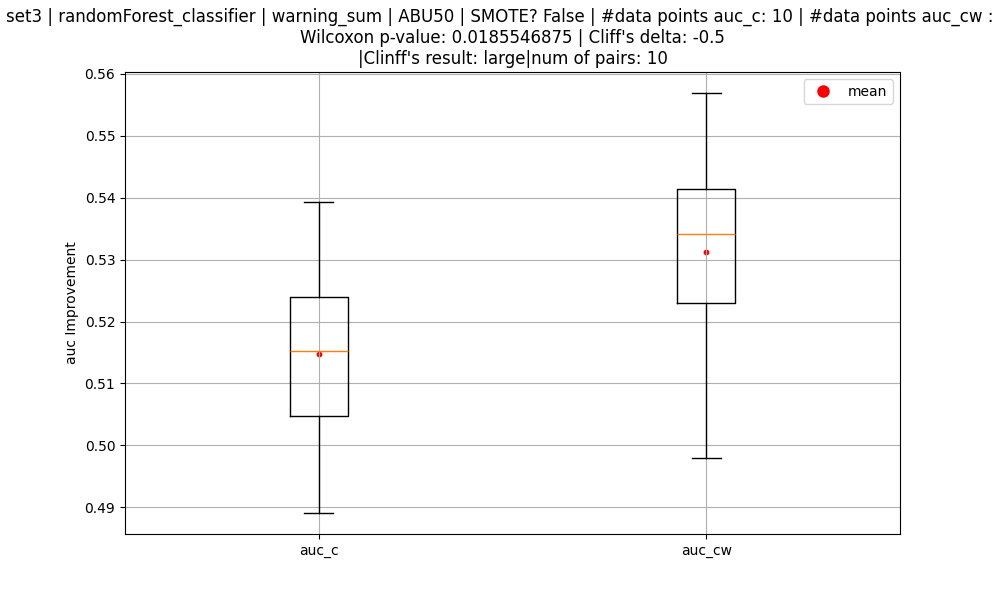 set3 | randomForest_classifier | warning_sum | ABU50 | SMOTE? False | #data points auc_c: 10 | #data points auc_cw :
Wilcoxon p-value: 0.0185546875 | Cliff's delta: -0.5
|Clinff's result: large|num of pairs: 10
0.56
mean
0.55
0.54
0.53
auc Improvement
0.52
0.51
0.50
0.49
auc_c
auc_cw